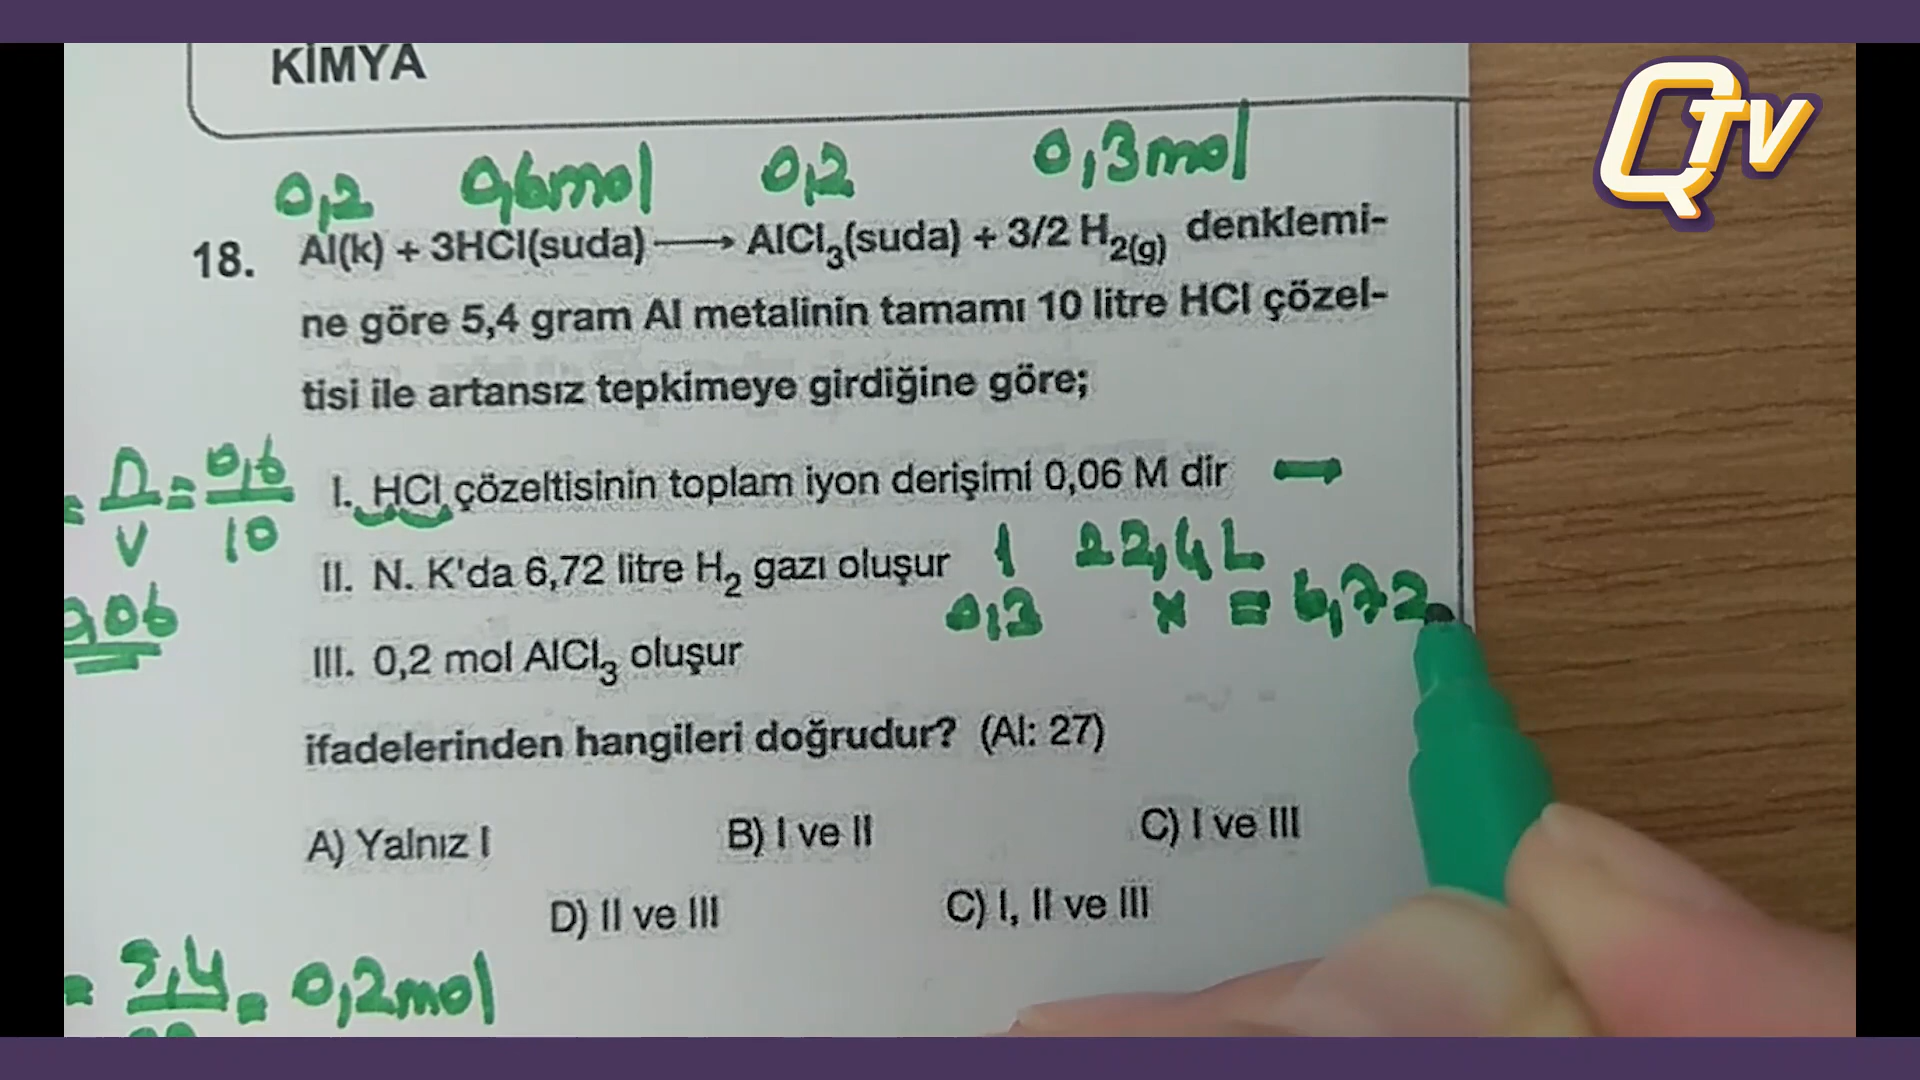 KİMYA
QTV
0,2 0,6mol 0,2 0,3mol
18. Al(k) + 3HCl(suda) → AlCl₃(suda) + 3/2 H₂(g) denklemi-
ne göre 5,4 gram Al metalinin tamamı 10 litre HCl çözel-
tisi ile artansız tepkimeye girdiğine göre;
= n/V = 0,6/10
0,06
I. HCl çözeltisinin toplam iyon derişimi 0,06 M dir –
II. N. K'da 6,72 litre H₂ gazı oluşur
1 22,4 L
0,3 x = 6,72
III. 0,2 mol AlCl₃ oluşur
ifadelerinden hangileri doğrudur? (Al: 27)
A) Yalnız I B) I ve II C) I ve III
D) II ve III C) I, II ve III
= 5,4 = 0,2mol